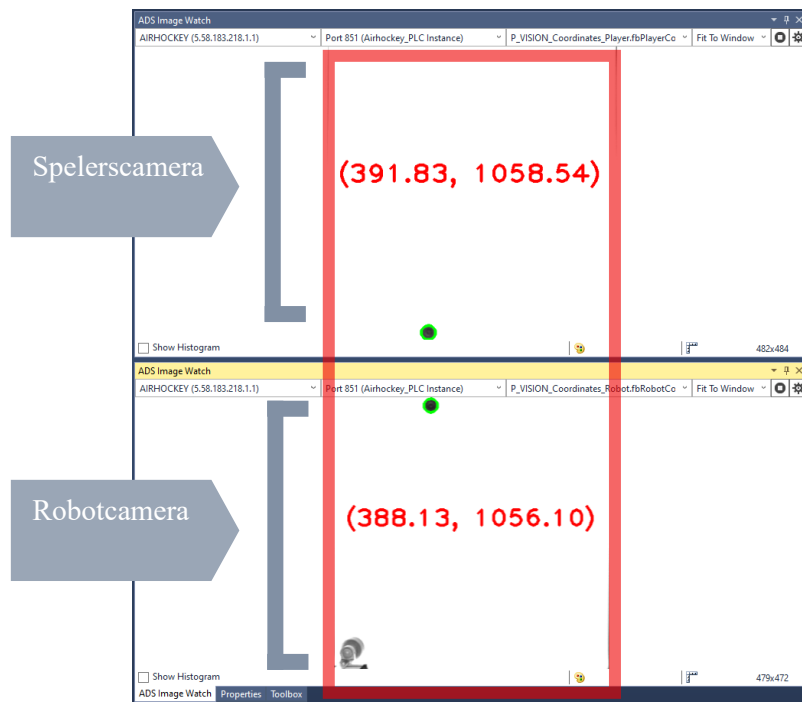 ADS Image Watch
AIRHOCKEY (5.58.183.218.1.1) Port 851 (Airhockey_PLC Instance) P_VISION_Coordinates_Player.fbPlayerCo Fit To Window
Spelerscamera
(391.83, 1058.54)
Show Histogram 482x484
ADS Image Watch
AIRHOCKEY (5.58.183.218.1.1) Port 851 (Airhockey_PLC Instance) P_VISION_Coordinates_Robot.fbRobotCo Fit To Window
Robotcamera
(388.13, 1056.10)
Show Histogram 479x472
ADS Image Watch Properties Toolbox